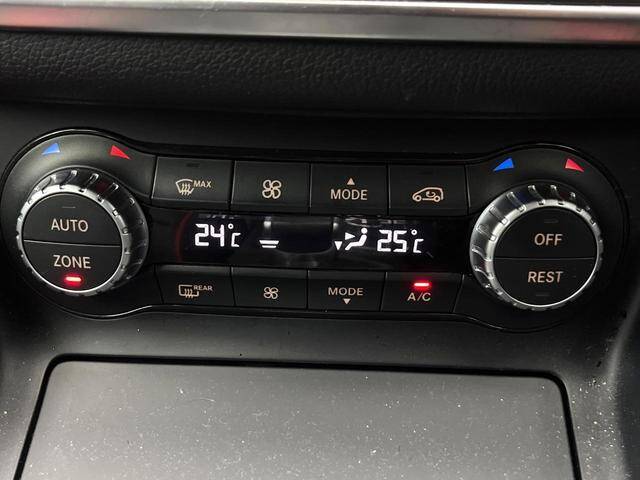 MAX
MODE
AUTO
ZONE
24°C
25°C
OFF
REST
REAR
MODE
A/C